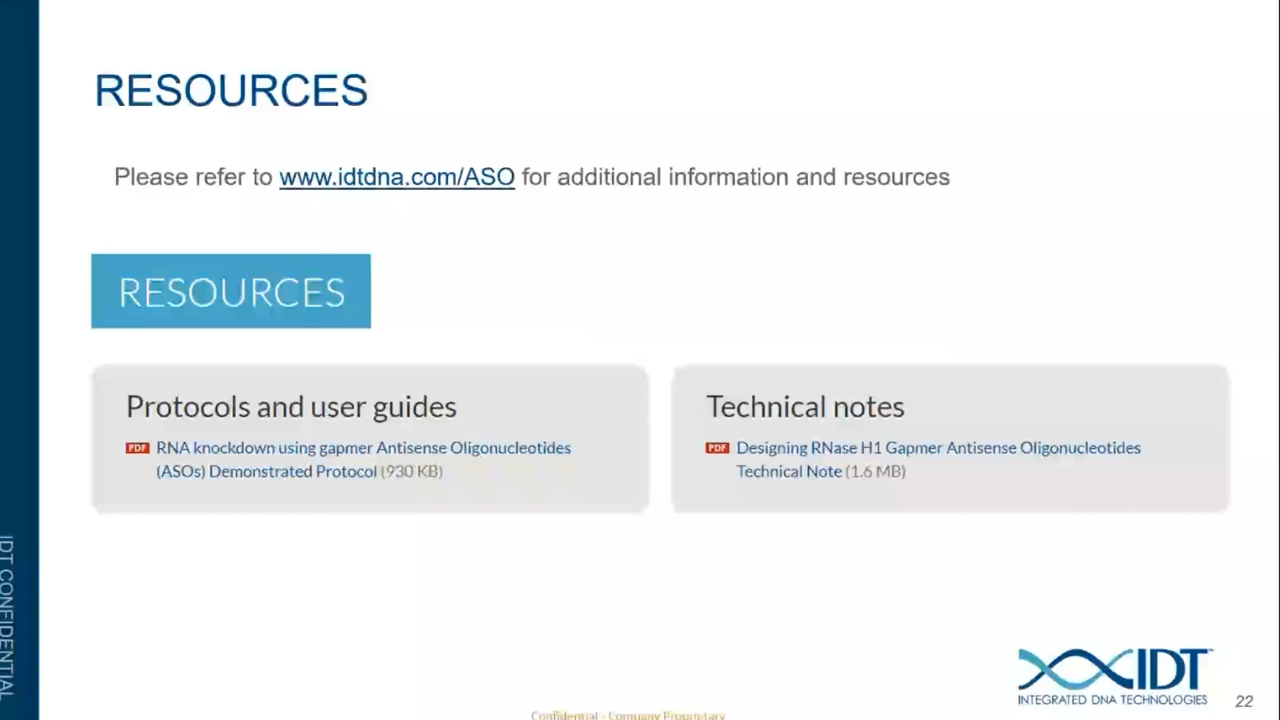 RESOURCES
Please refer to www.idtdna.com/ASO for additional information and resources
RESOURCES
Protocols and user guides
PDF RNA knockdown using gapmer Antisense Oligonucleotides
(ASOs) Demonstrated Protocol (930 KB)
Technical notes
PDF Designing RNase H1 Gapmer Antisense Oligonucleotides
Technical Note (1.6 MB)
IDT CONFIDENTIAL
IDT
INTEGRATED DNA TECHNOLOGIES
22
Confidential - Company Proprietary